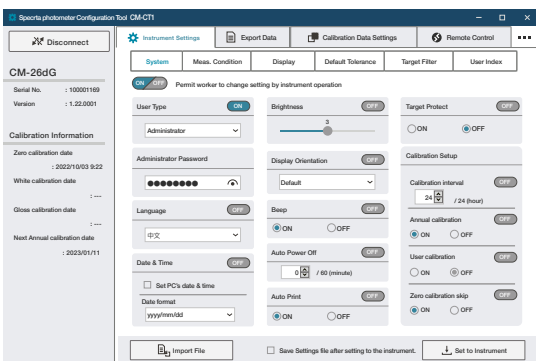 Specrta photometer Configuration Tool CM-CT1
Disconnect
CM-26dG
Serial No. : 100001169
Version : 1.22.0001
Calibration Information
Zero calibration date
: 2022/10/03 9:22
White calibration date
: ---
Gloss calibration date
: ---
Next Annual calibration date
: 2023/01/11
Instrument Settings
Export Data
Calibration Data Settings
Remote Control
System
Meas. Condition
Display
Default Tolerance
Target Filter
User Index
ON OFF Permit worker to change setting by instrument operation
User Type ON
Administrator
Administrator Password
Language OFF
中文
Date & Time OFF
Set PC's date & time
Date format
yyyy/mm/dd
Brightness OFF
3
Display Orientation OFF
Default
Beep OFF
ON OFF
Auto Power Off OFF
0 / 60 (minute)
Auto Print OFF
ON OFF
Target Protect OFF
ON OFF
Calibration Setup
Calibration interval OFF
24 / 24 (hour)
Annual calibration OFF
ON OFF
User calibration OFF
ON OFF
Zero calibration skip OFF
ON OFF
Import File
Save Settings file after setting to the instrument.
Set to Instrument